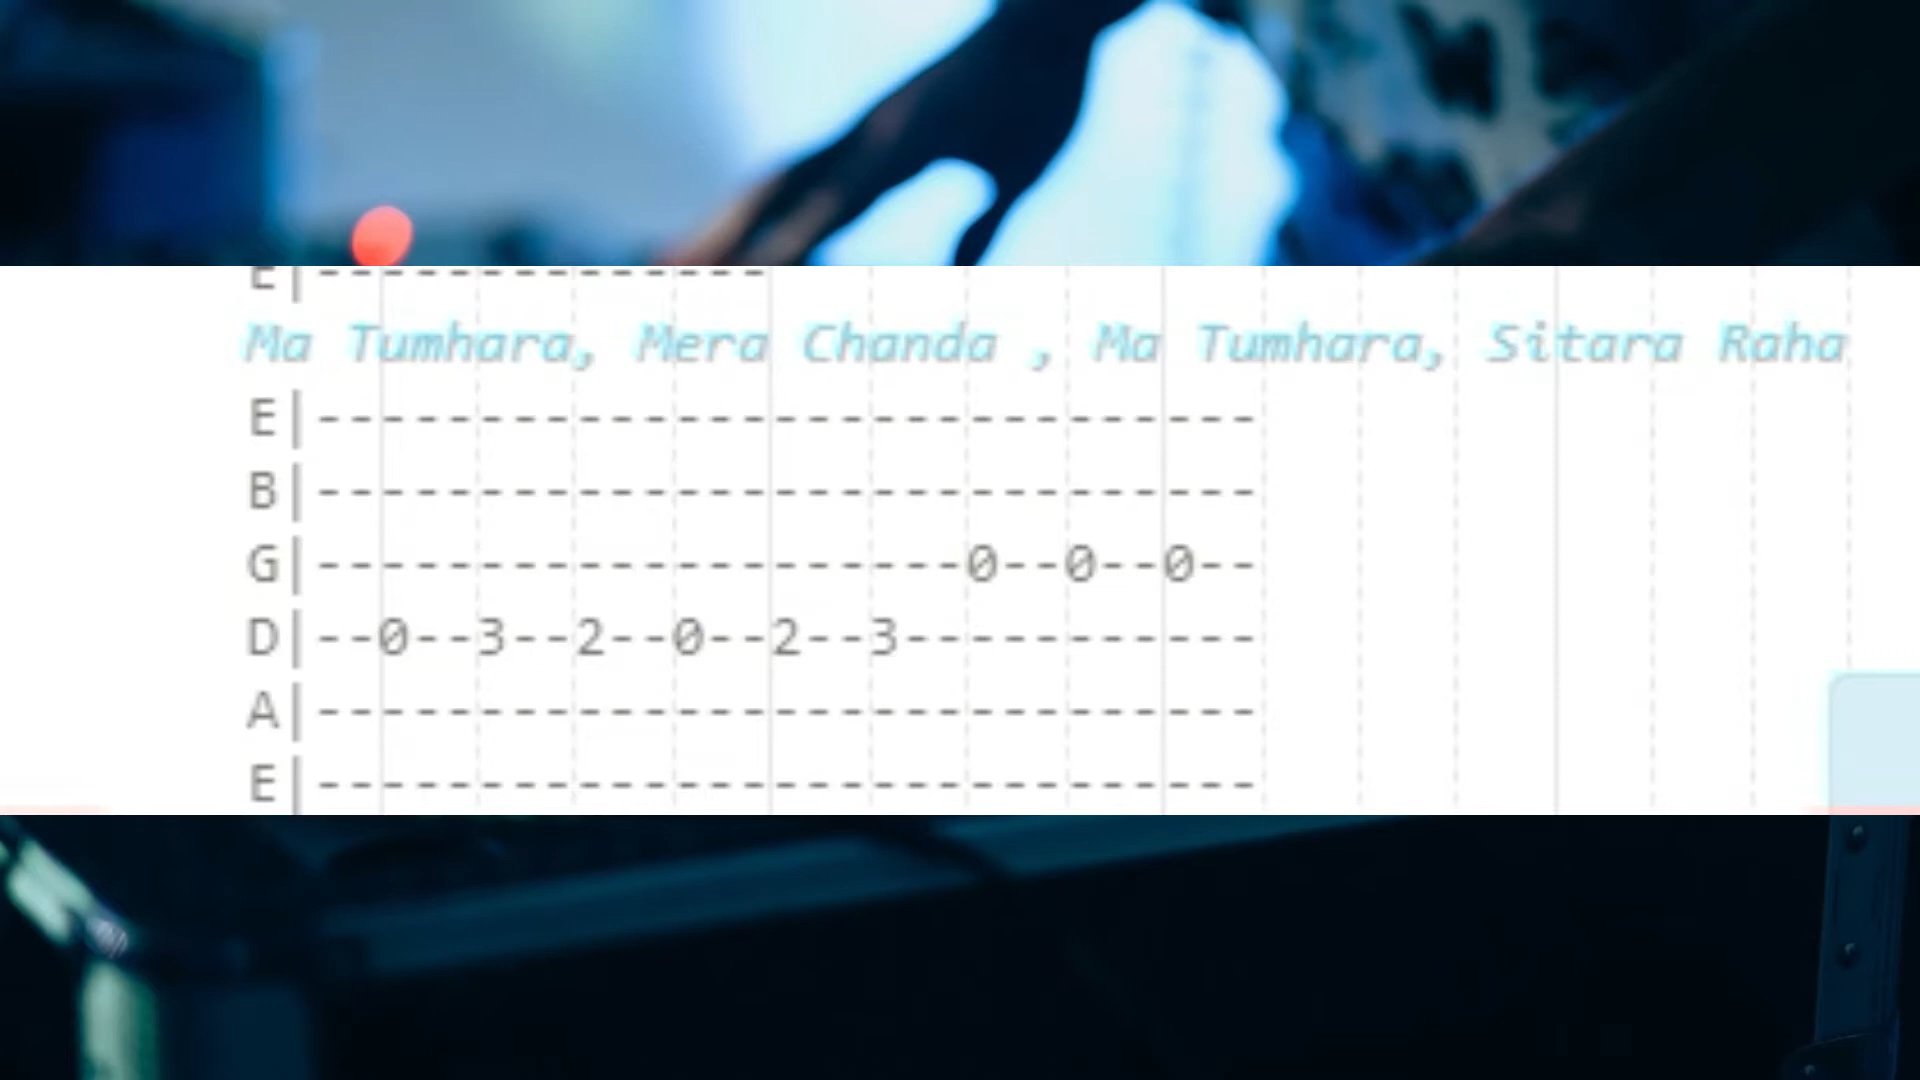 E|--------------
Ma Tumhara, Mera Chanda , Ma Tumhara, Sitara Raha
E|-----------------------------
B|-----------------------------
G|--------------------0--0--0--
D|--0--3--2--0--2--3-----------
A|-----------------------------
E|-----------------------------